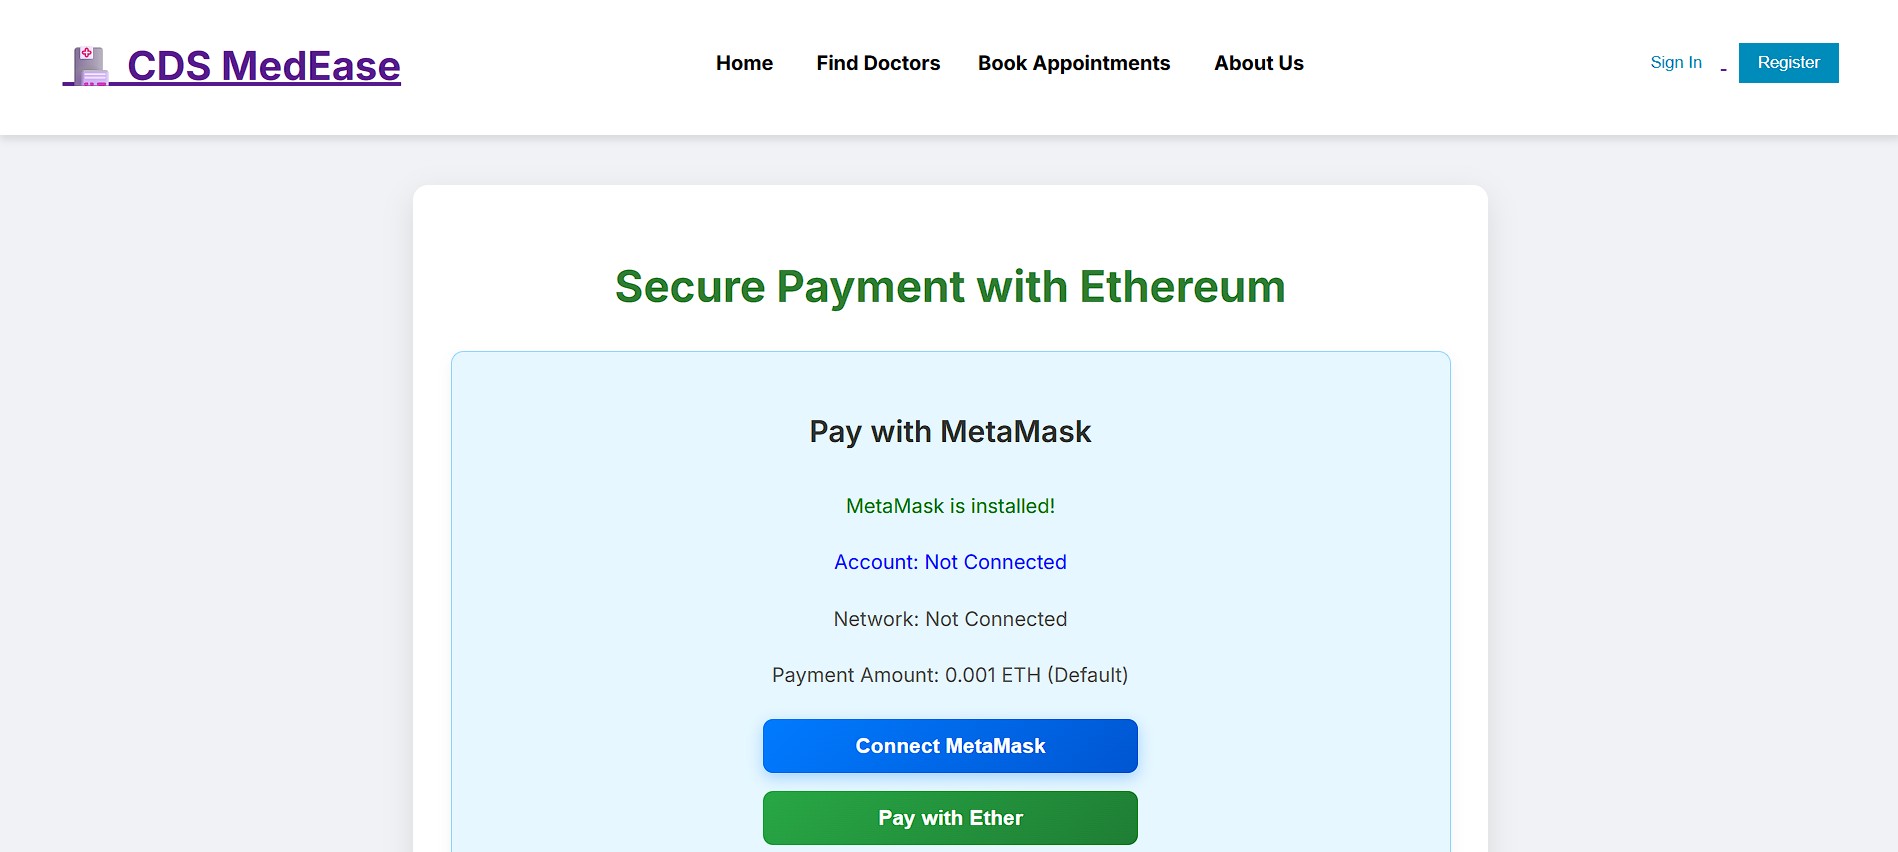 CDS MedEase
Home Find Doctors Book Appointments About Us
Sign In Register
Secure Payment with Ethereum
Pay with MetaMask
MetaMask is installed!
Account: Not Connected
Network: Not Connected
Payment Amount: 0.001 ETH (Default)
Connect MetaMask
Pay with Ether